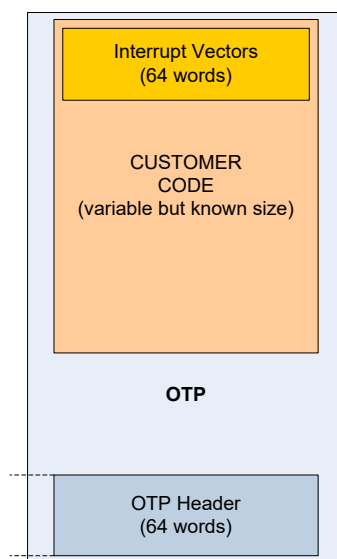 Interrupt Vectors
(64 words)
CUSTOMER
CODE
(variable but known size)
OTP
OTP Header
(64 words)